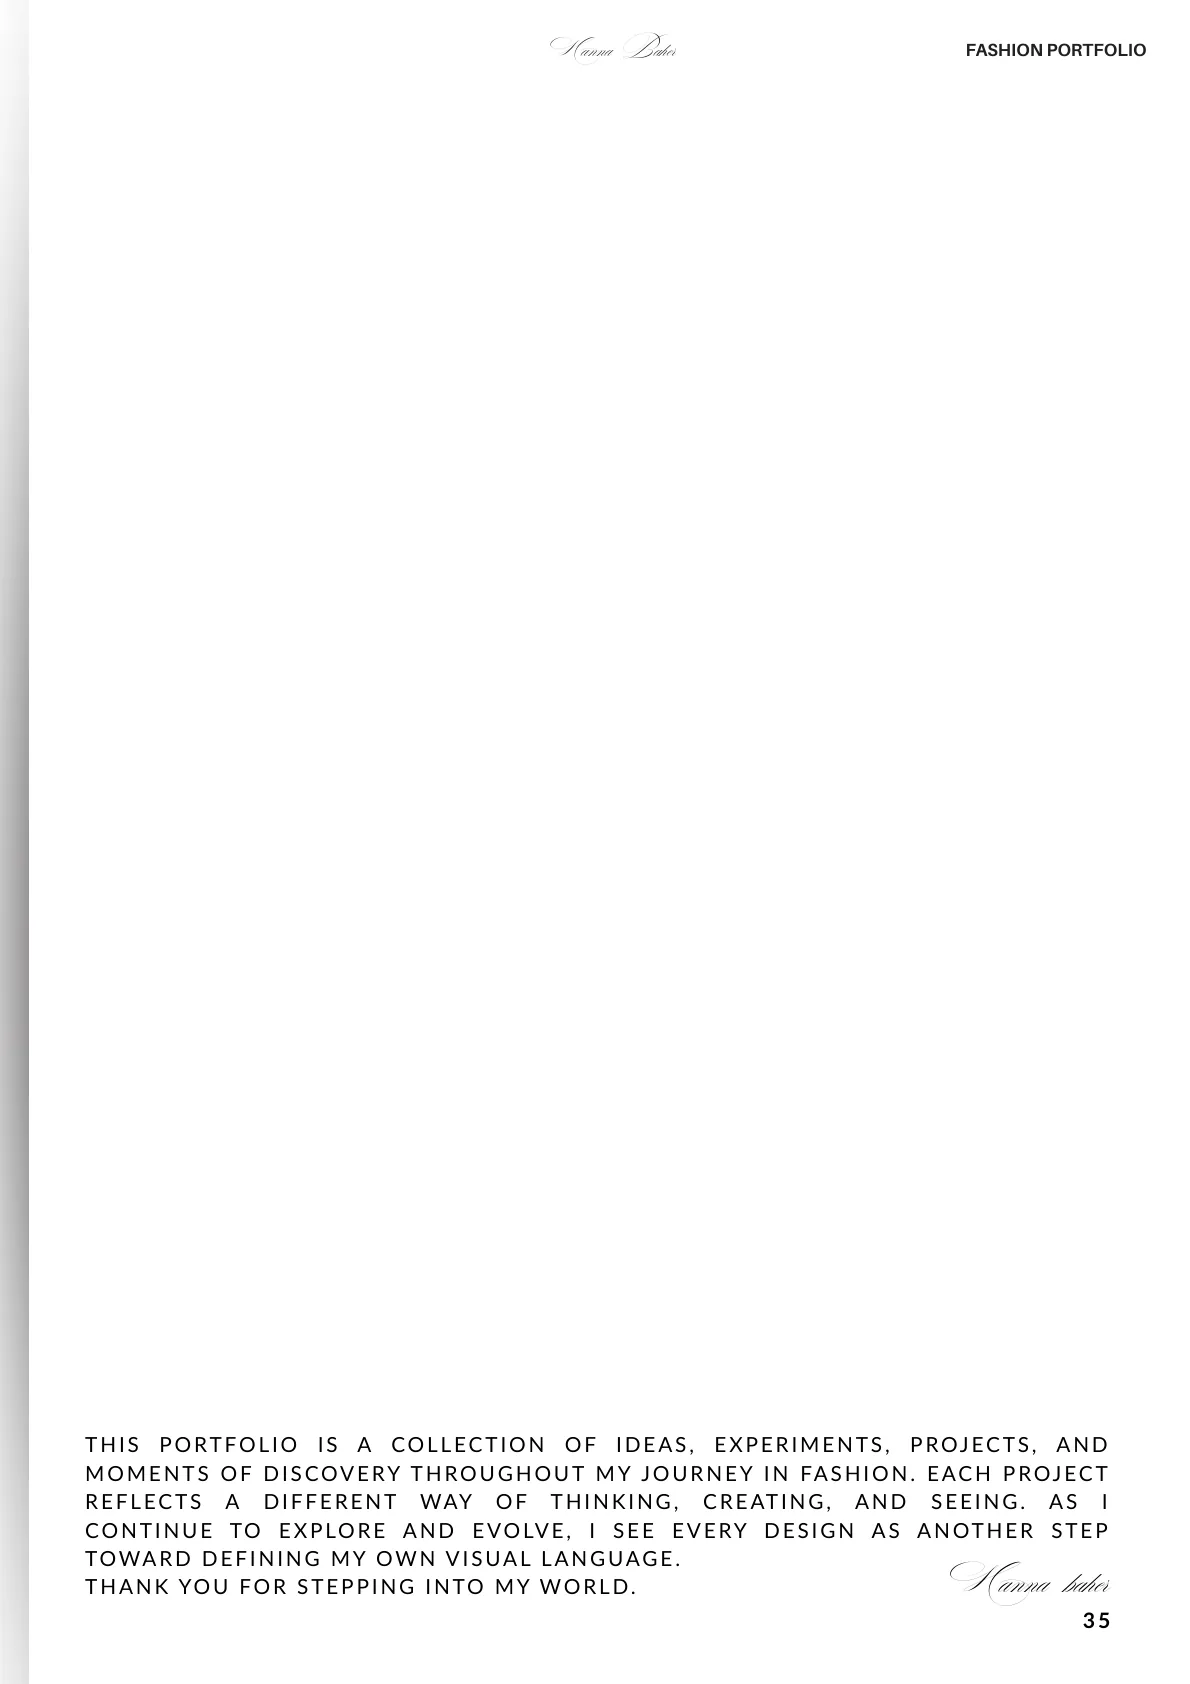 Hanna Baher
FASHION PORTFOLIO
THIS PORTFOLIO IS A COLLECTION OF IDEAS, EXPERIMENTS, PROJECTS, AND
MOMENTS OF DISCOVERY THROUGHOUT MY JOURNEY IN FASHION. EACH PROJECT
REFLECTS A DIFFERENT WAY OF THINKING, CREATING, AND SEEING. AS I
CONTINUE TO EXPLORE AND EVOLVE, I SEE EVERY DESIGN AS ANOTHER STEP
TOWARD DEFINING MY OWN VISUAL LANGUAGE.
THANK YOU FOR STEPPING INTO MY WORLD.
Hanna baher
35